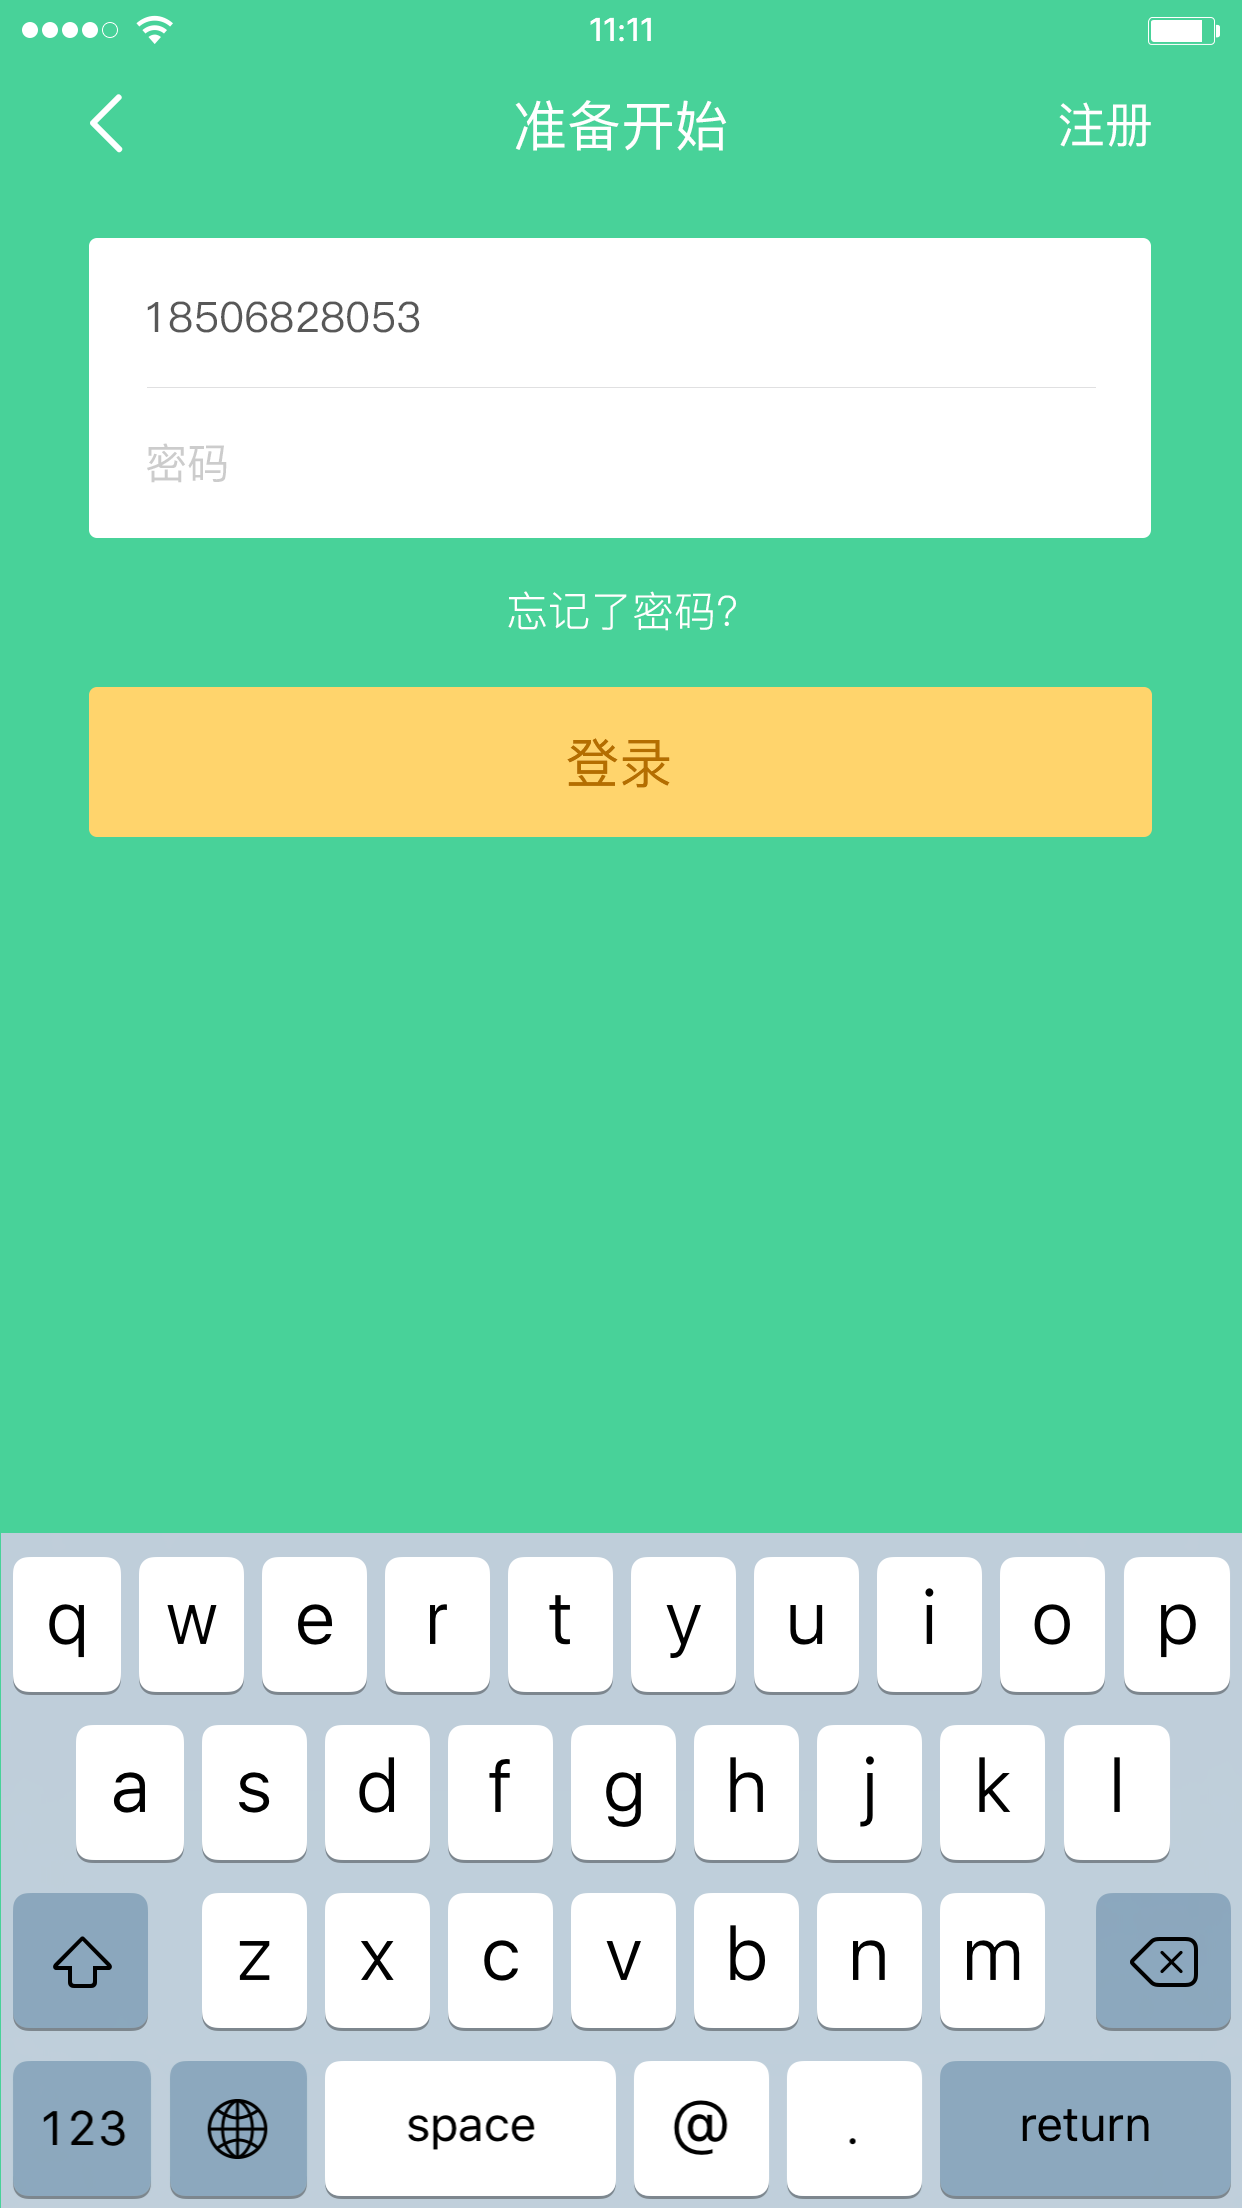 11:11
准备开始
注册
18506828053
密码
忘记了密码?
登录
q w e r t y u i o p
a s d f g h j k l
z x c v b n m
123 space @ . return